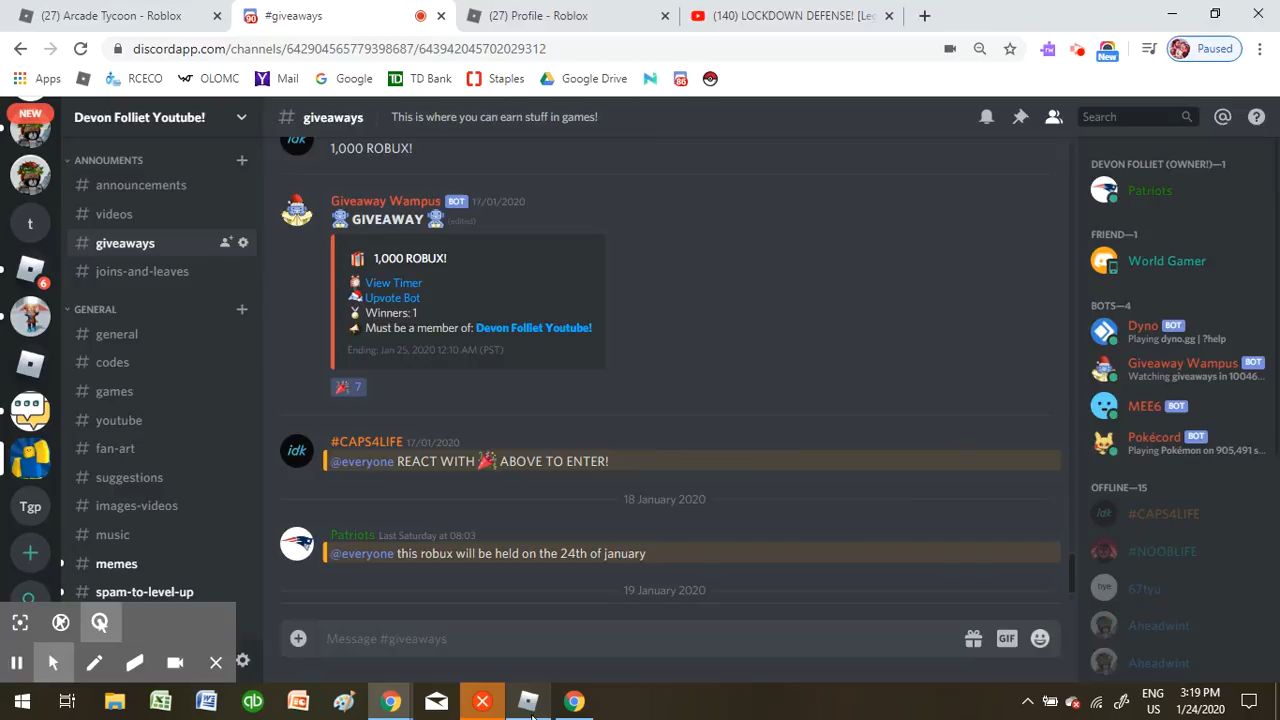 (27) Arcade Tycoon - Roblox
#giveaways
(27) Profile - Roblox
(140) LOCKDOWN DEFENSE! [Le
discordapp.com/channels/642904565779398687/643942045702029312
New
Paused
Apps
RCECO
OLOMC
Mail
Google
TD Bank
Staples
Google Drive
86
NEW
Devon Folliet Youtube!
# giveaways
This is where you can earn stuff in games!
Search
ANNOUMENTS
# announcements
# videos
# giveaways
# joins-and-leaves
GENERAL
# general
# codes
# games
# youtube
# fan-art
# suggestions
# images-videos
# music
# memes
# spam-to-level-up
t
6
Tgp
idk
1,000 ROBUX!
Giveaway Wampus BOT 17/01/2020
GIVEAWAY (edited)
1,000 ROBUX!
View Timer
Upvote Bot
Winners: 1
Must be a member of: Devon Folliet Youtube!
Ending: Jan 25, 2020 12:10 AM (PST)
7
idk
#CAPS4LIFE 17/01/2020
@everyone REACT WITH ABOVE TO ENTER!
18 January 2020
Patriots Last Saturday at 08:03
@everyone this robux will be held on the 24th of january
19 January 2020
Message #giveaways
GIF
DEVON FOLLIET (OWNER!)—1
Patriots
FRIEND—1
World Gamer
BOTS—4
Dyno BOT
Playing dyno.gg | ?help
Giveaway Wampus BOT
Watching giveaways in 10046...
MEE6 BOT
Pokécord BOT
Playing Pokémon on 905,491 s...
OFFLINE—15
idk
#CAPS4LIFE
#NOOBLIFE
bye
67tyu
Aheadwint
Aheadwint
ENG
US
3:19 PM
1/24/2020